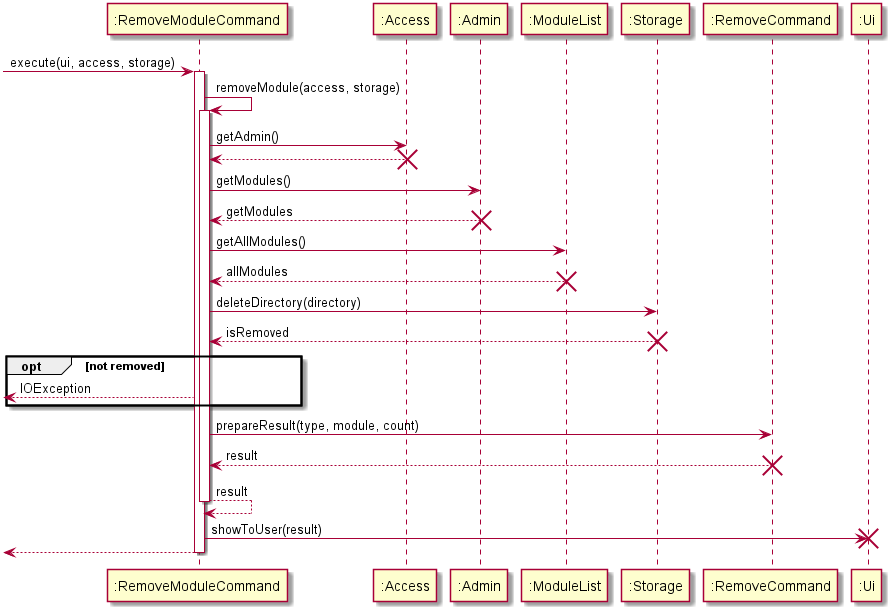 :RemoveModuleCommand :Access :Admin :ModuleList :Storage :RemoveCommand :Ui
execute(ui, access, storage)
removeModule(access, storage)
getAdmin()
getModules()
getModules
getAllModules()
allModules
deleteDirectory(directory)
isRemoved
opt [not removed]
IOException
prepareResult(type, module, count)
result
result
showToUser(result)
:RemoveModuleCommand :Access :Admin :ModuleList :Storage :RemoveCommand :Ui